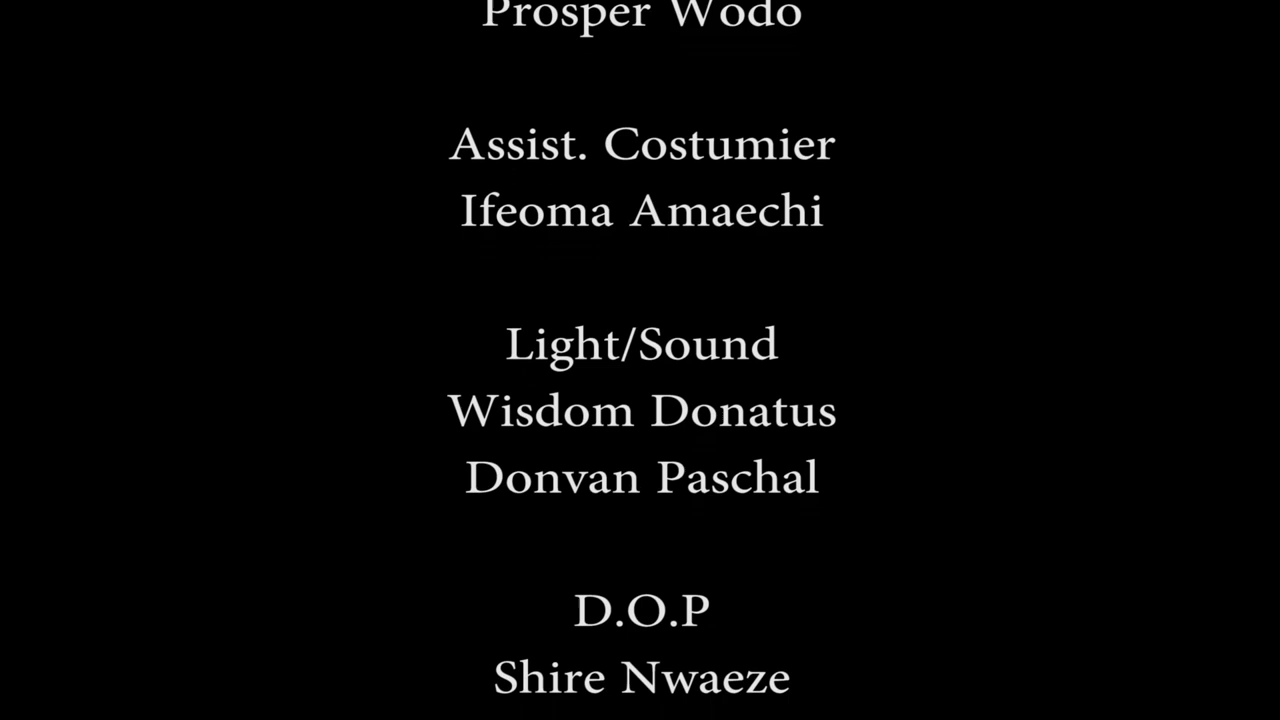 Prosper Wodo
Assist. Costumier
Ifeoma Amaechi
Light/Sound
Wisdom Donatus
Donvan Paschal
D.O.P
Shire Nwaeze